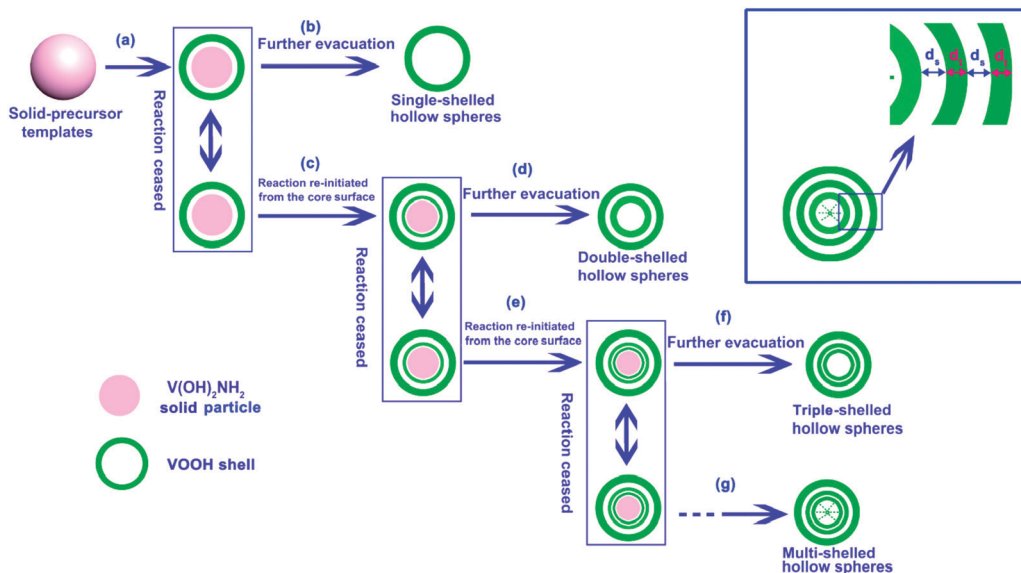 (a)
Solid-precursor
templates
Reaction ceased
(b)
Further evacuation
Single-shelled
hollow spheres
(c)
Reaction re-initiated
from the core surface
Reaction ceased
(d)
Further evacuation
Double-shelled
hollow spheres
(e)
Reaction re-initiated
from the core surface
Reaction ceased
(f)
Further evacuation
Triple-shelled
hollow spheres
(g)
Multi-shelled
hollow spheres
V(OH)₂NH₂
solid particle
VOOH shell
dₛ
dₛ